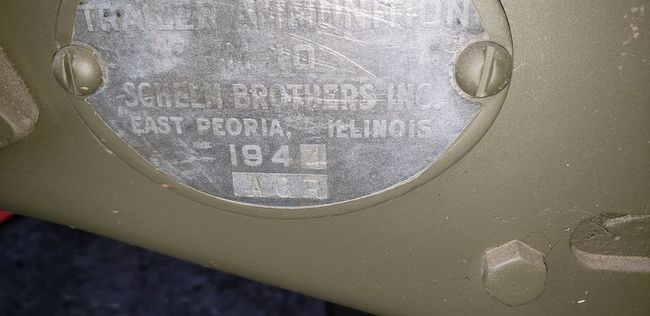 TRAILER AMMUNITION
M-10
SCHELM BROTHERS INC.
EAST PEORIA, ILLINOIS
1944